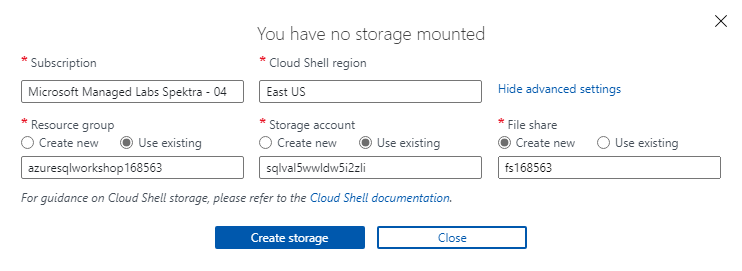 You have no storage mounted
* Subscription
* Cloud Shell region
Microsoft Managed Labs Spektra - 04
East US
Hide advanced settings
* Resource group
* Storage account
* File share
Create new Use existing
Create new Use existing
Create new Use existing
azuresqlworkshop168563
sqlval5wwldw5i2zli
fs168563
For guidance on Cloud Shell storage, please refer to the Cloud Shell documentation.
Create storage
Close